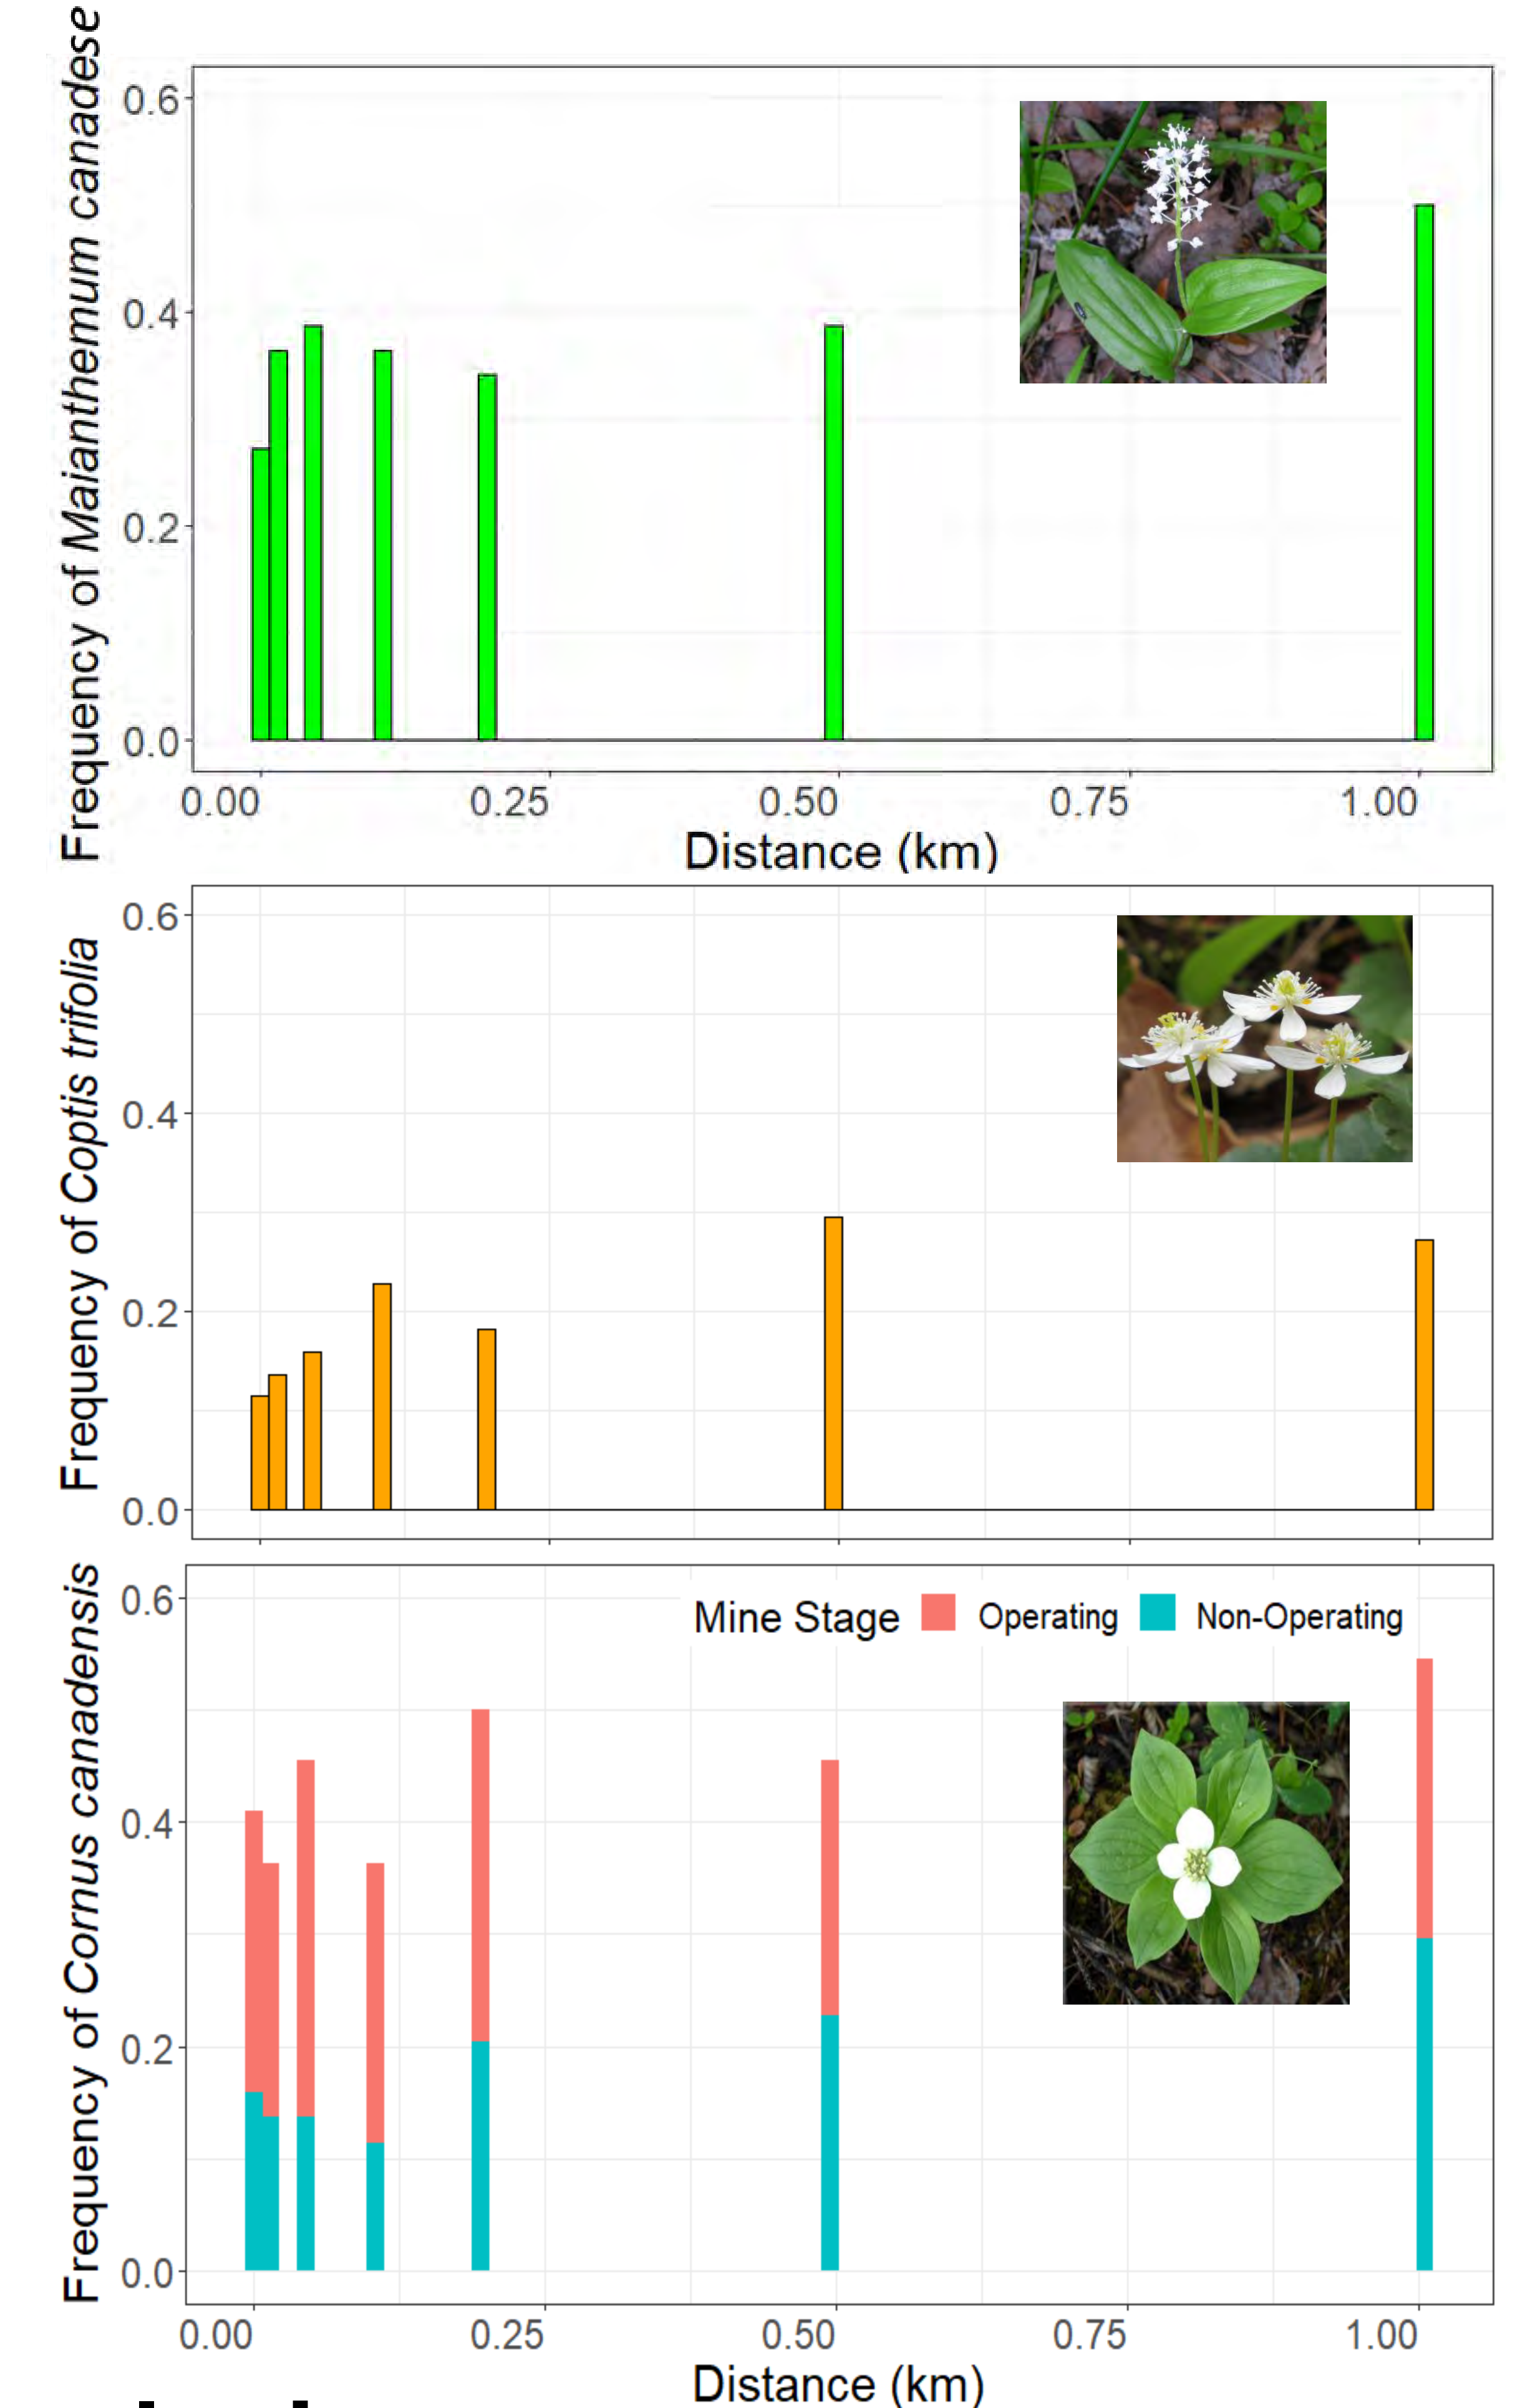 Frequency of Maianthemum canadese
0.6
0.4
0.2
0.0
0.00 0.25 0.50 0.75 1.00
Distance (km)
Frequency of Coptis trifolia
0.6
0.4
0.2
0.0
Frequency of Cornus canadensis
Mine Stage Operating Non-Operating
0.6
0.4
0.2
0.0
0.00 0.25 0.50 0.75 1.00
Distance (km)